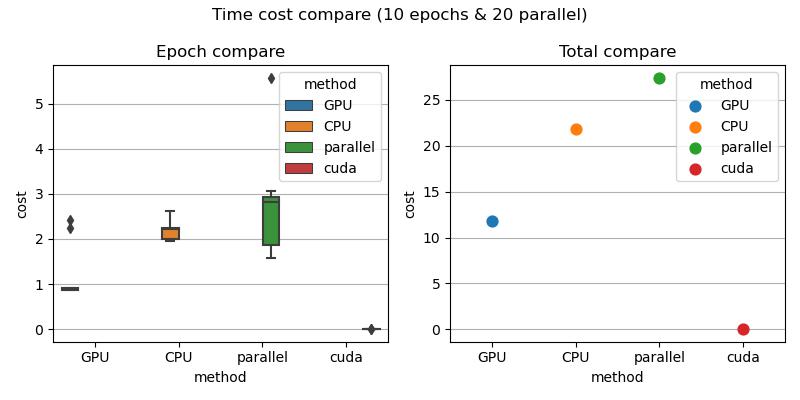 Time cost compare (10 epochs & 20 parallel)
Epoch compare
cost
5
4
3
2
1
0
GPU CPU parallel cuda
method
method
GPU
CPU
parallel
cuda
Total compare
cost
25
20
15
10
5
0
GPU CPU parallel cuda
method
method
GPU
CPU
parallel
cuda